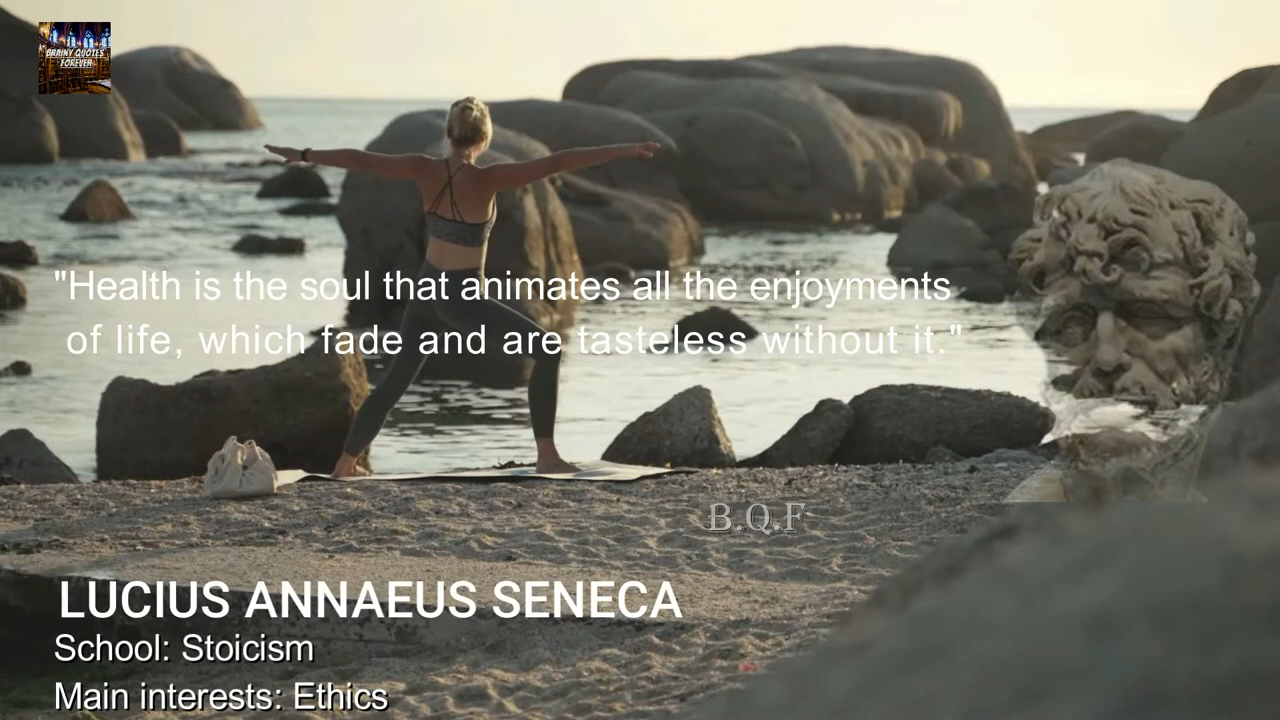 BRAINY QUOTES
FOREVER
"Health is the soul that animates all the enjoyments
of life, which fade and are tasteless without it."
B.Q.F
LUCIUS ANNAEUS SENECA
School: Stoicism
Main interests: Ethics